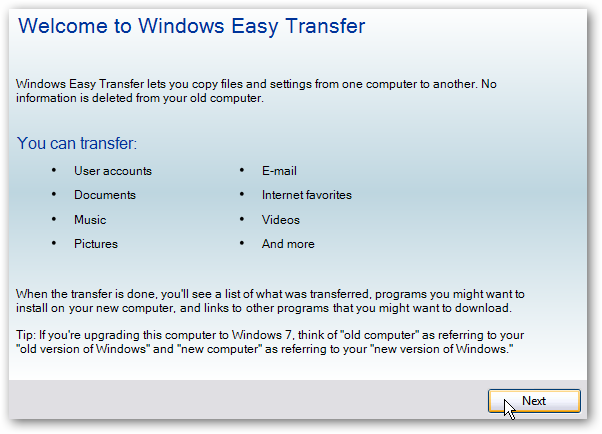 Welcome to Windows Easy Transfer
Windows Easy Transfer lets you copy files and settings from one computer to another. No
information is deleted from your old computer.
You can transfer:
• User accounts
• Documents
• Music
• Pictures
• E-mail
• Internet favorites
• Videos
• And more
When the transfer is done, you'll see a list of what was transferred, programs you might want to
install on your new computer, and links to other programs that you might want to download.
Tip: If you're upgrading this computer to Windows 7, think of "old computer" as referring to your
"old version of Windows" and "new computer" as referring to your "new version of Windows."
Next